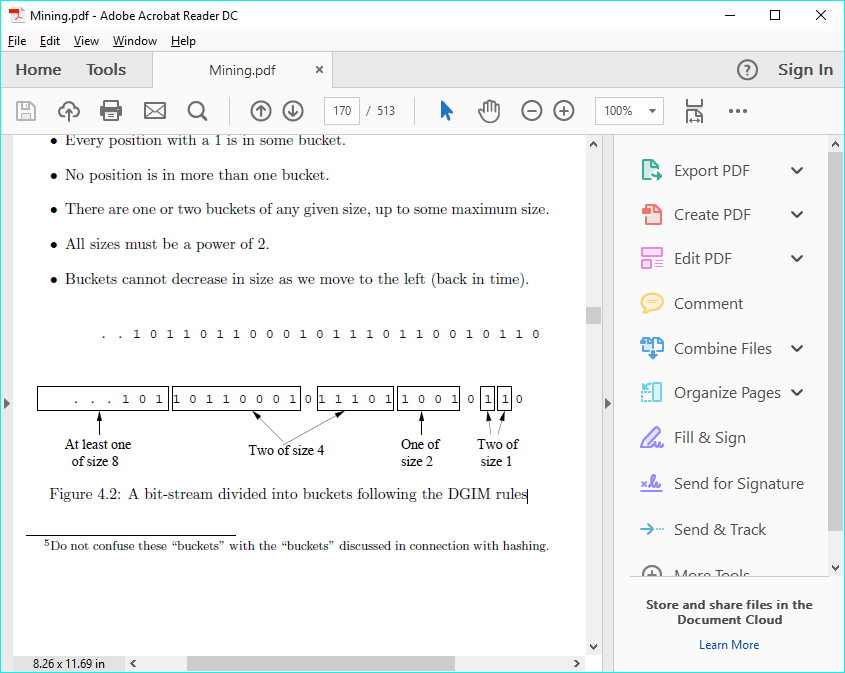 Mining.pdf - Adobe Acrobat Reader DC
File Edit View Window Help
Home Tools Mining.pdf × ? Sign In
170 / 513 100%
• Every position with a 1 is in some bucket.
• No position is in more than one bucket.
• There are one or two buckets of any given size, up to some maximum size.
• All sizes must be a power of 2.
• Buckets cannot decrease in size as we move to the left (back in time).
. . 1 0 1 1 0 1 1 0 0 0 1 0 1 1 1 0 1 1 0 0 1 0 1 1 0
. . . 1 0 1 1 0 1 1 0 0 0 1 0 1 1 1 0 1 1 0 0 1 0 1 1 0
At least one
of size 8
Two of size 4
One of
size 2
Two of
size 1
Figure 4.2: A bit-stream divided into buckets following the DGIM rules
5Do not confuse these “buckets” with the “buckets” discussed in connection with hashing.
8.26 x 11.69 in
Export PDF
Create PDF
Edit PDF
Comment
Combine Files
Organize Pages
Fill & Sign
Send for Signature
Send & Track
More Tools
Store and share files in the
Document Cloud
Learn More